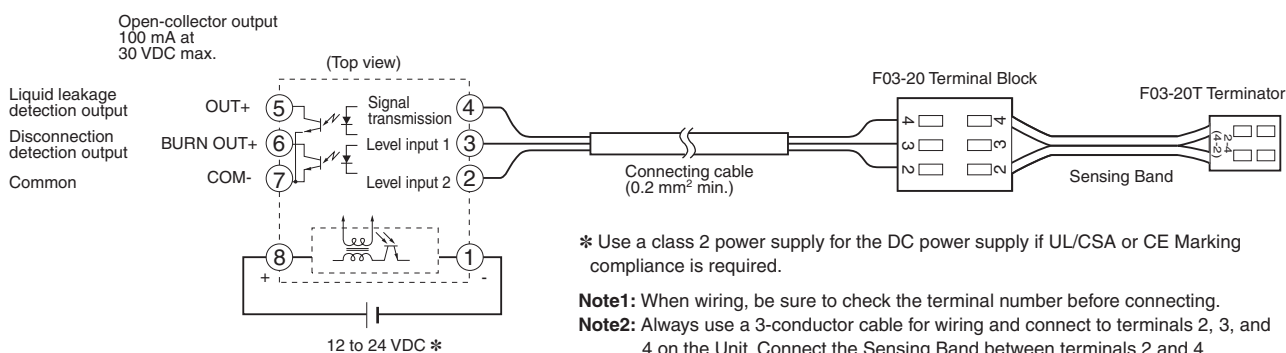 Open-collector output
100 mA at
30 VDC max.
(Top view)
Liquid leakage
detection output
Disconnection
detection output
Common
OUT+
BURN OUT+
COM-
5
6
7
Signal
transmission
Level input 1
Level input 2
4
3
2
8
1
+
-
12 to 24 VDC *
Connecting cable
(0.2 mm² min.)
F03-20 Terminal Block
4
3
2
4
3
2
Sensing Band
F03-20T Terminator
2-4
(4-2)
* Use a class 2 power supply for the DC power supply if UL/CSA or CE Marking
compliance is required.
Note1: When wiring, be sure to check the terminal number before connecting.
Note2: Always use a 3-conductor cable for wiring and connect to terminals 2, 3, and
4 on the Unit. Connect the Sensing Band between terminals 2 and 4